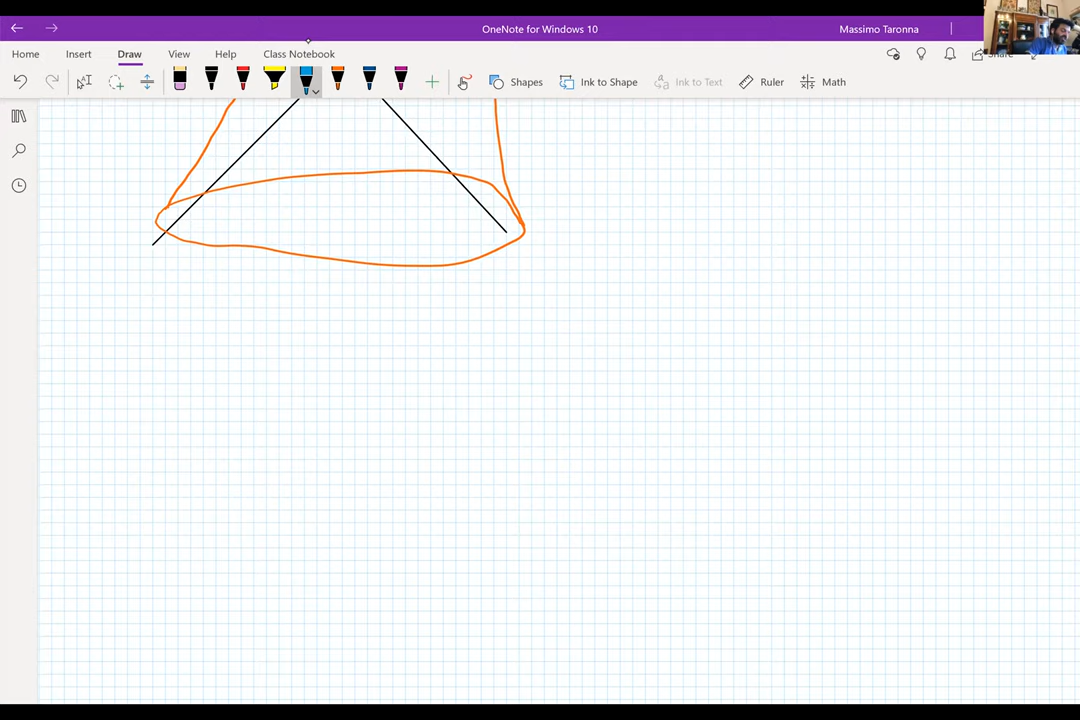 OneNote for Windows 10
Massimo Taronna
Home Insert Draw View Help Class Notebook
Share
Shapes Ink to Shape Ink to Text Ruler Math